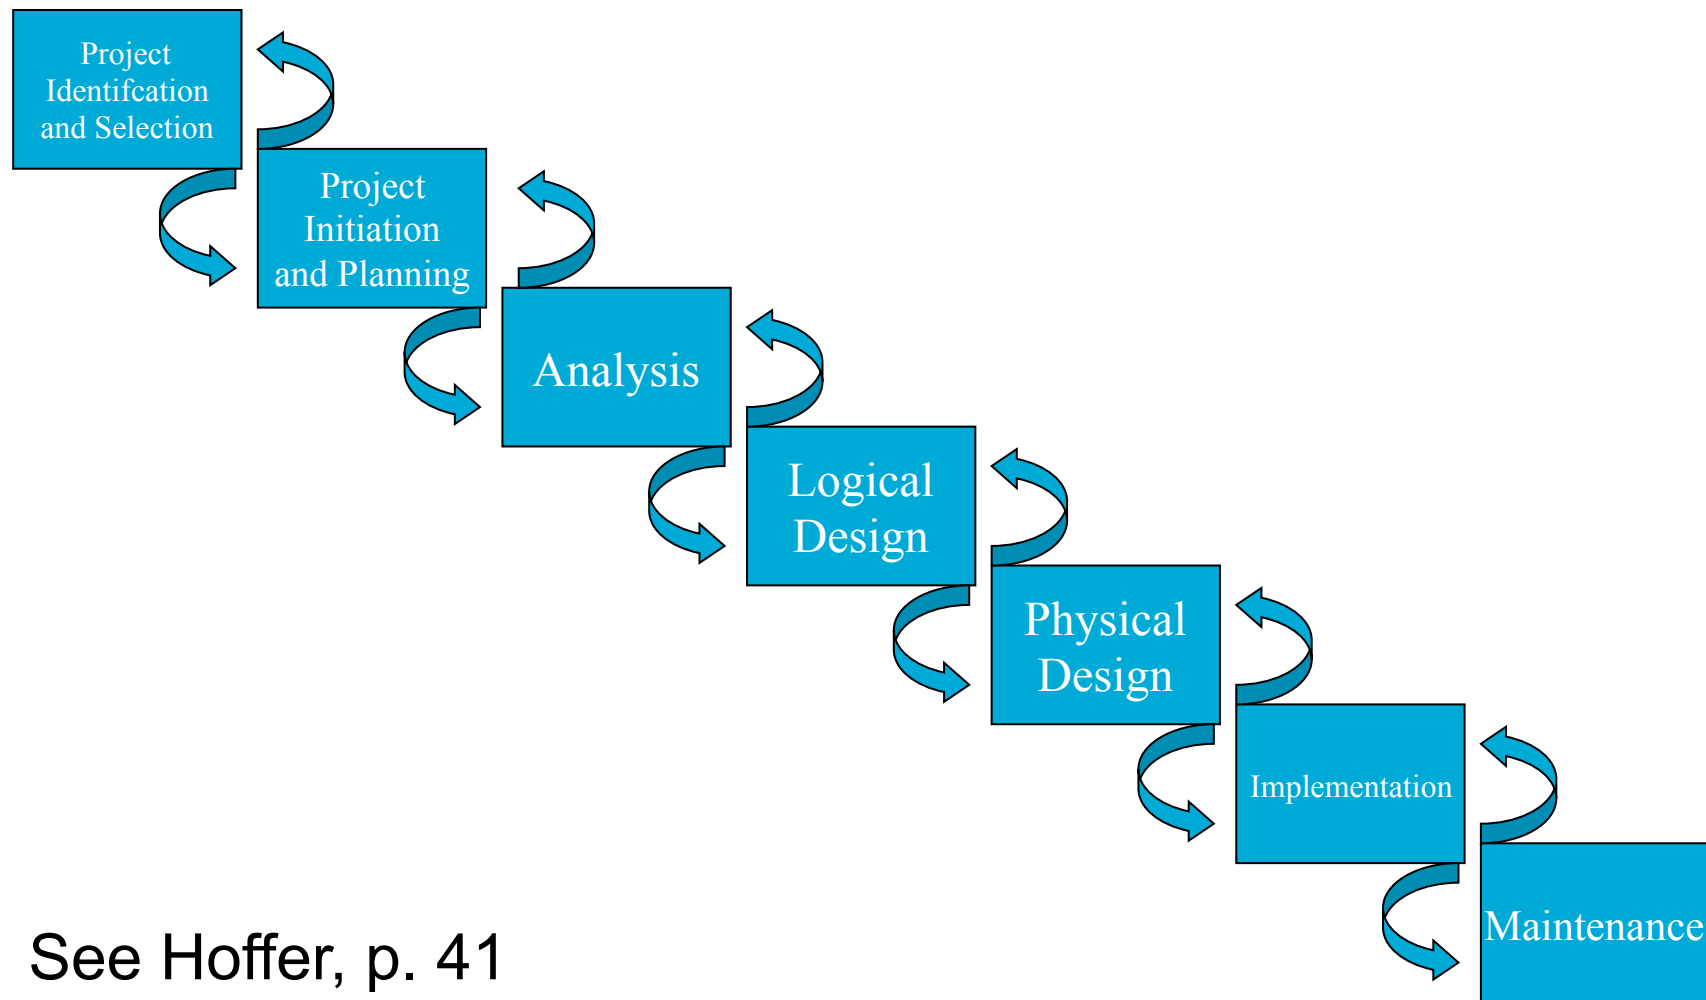 Project
Identifcation
and Selection
Project
Initiation
and Planning
Analysis
Logical
Design
Physical
Design
Implementation
Maintenance
See Hoffer, p. 41